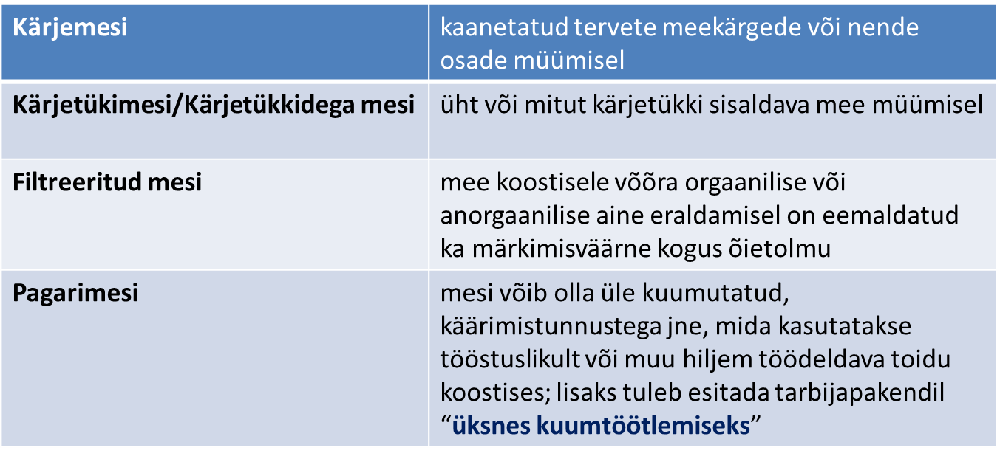 Kärjemesi
kaanetatud tervete meekärgede või nende
osade müümisel
Kärjetükimesi/Kärjetükkidega mesi
üht või mitut kärjetükki sisaldava mee müümisel
Filtreeritud mesi
mee koostisele võõra orgaanilise või
anorgaanilise aine eraldamisel on eemaldatud
ka märkimisväärne kogus õietolmu
Pagarimesi
mesi võib olla üle kuumutatud,
käärimistunnustega jne, mida kasutatakse
tööstuslikult või muu hiljem töödeldava toidu
koostises; lisaks tuleb esitada tarbijapakendil
“üksnes kuumtöötlemiseks”